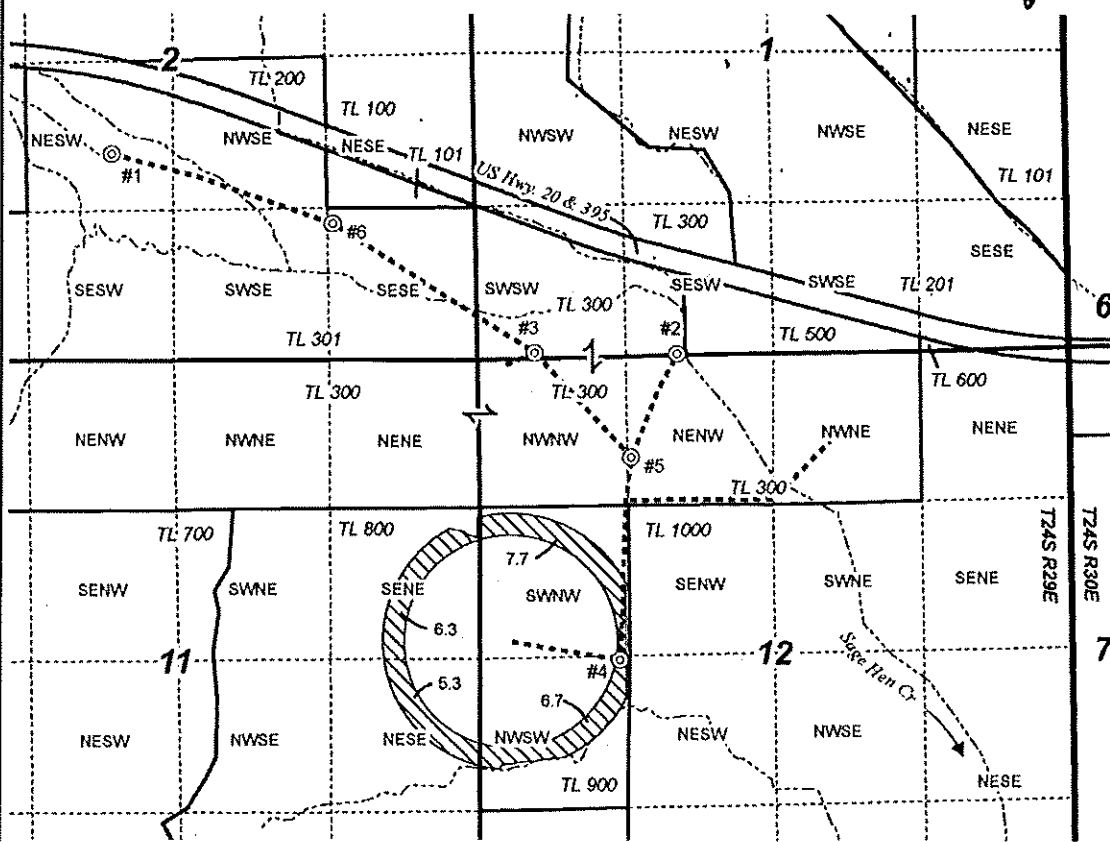 2
1
TL 200
TL 100
NESW
NWSE
NESE
TL 101
NWSW
NESW
NWSE
NESE
#1
US Hwy. 20 & 395
TL 101
#6
TL 300
SESE
SESW
SWSE
SESE
SWSW
TL 300
SESW
SWSE
TL 201
6
TL 301
#3
#2
TL 500
TL 300
TL 300
TL 600
NENW
NWNE
NENE
NWNW
NENW
NWNE
NENE
#5
TL 300
TL 700
TL 800
TL 1000
T24S R29E
T24S R30E
7.7
SENW
SWNE
SENE
SWNW
SENW
SWNE
SENE
6.3
Sage Hen Cr
11
12
7
#4
5.3
6.7
NESW
NWSE
NESE
NWSW
NESW
NWSE
TL 900
NESE